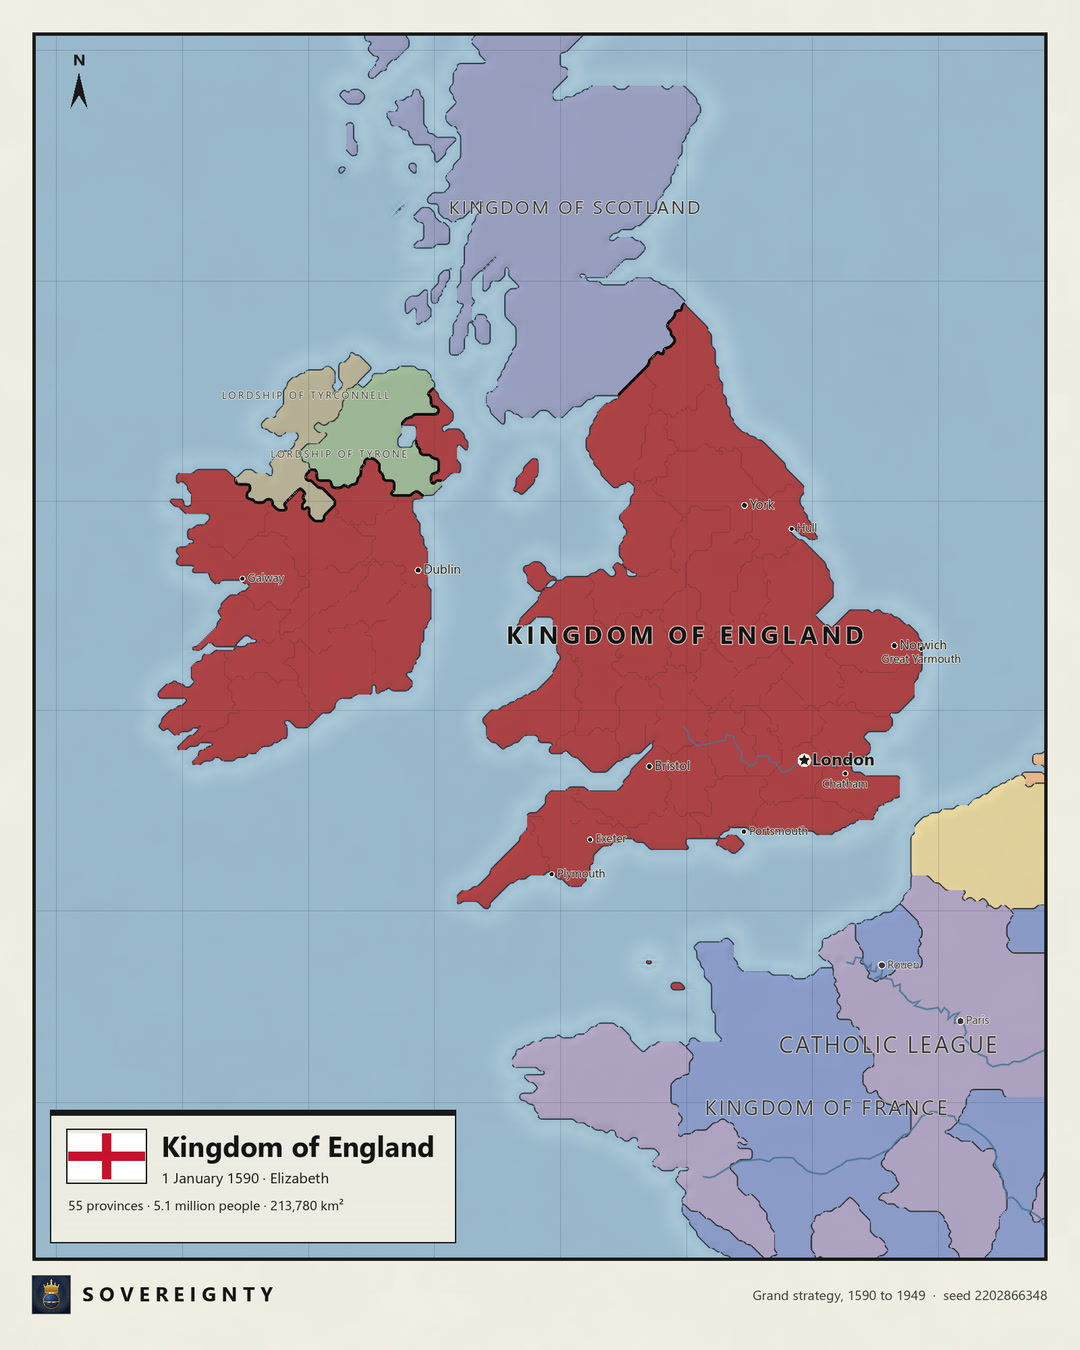 N
KINGDOM OF SCOTLAND
LORDSHIP OF TYRCONNELL
LORDSHIP OF TYRONE
York
Hull
Dublin
Galway
KINGDOM OF ENGLAND
Norwich
Great Yarmouth
London
Bristol
Chatham
Portsmouth
Exeter
Plymouth
Rouen
Paris
CATHOLIC LEAGUE
KINGDOM OF FRANCE
Kingdom of England
1 January 1590 · Elizabeth
55 provinces · 5.1 million people · 213,780 km²
SOVEREIGNTY
Grand strategy, 1590 to 1949 · seed 2202866348